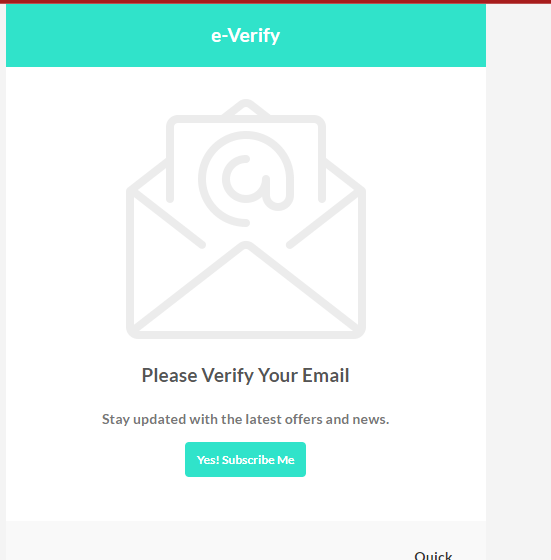 e-Verify
Please Verify Your Email
Stay updated with the latest offers and news.
Yes! Subscribe Me
Quick